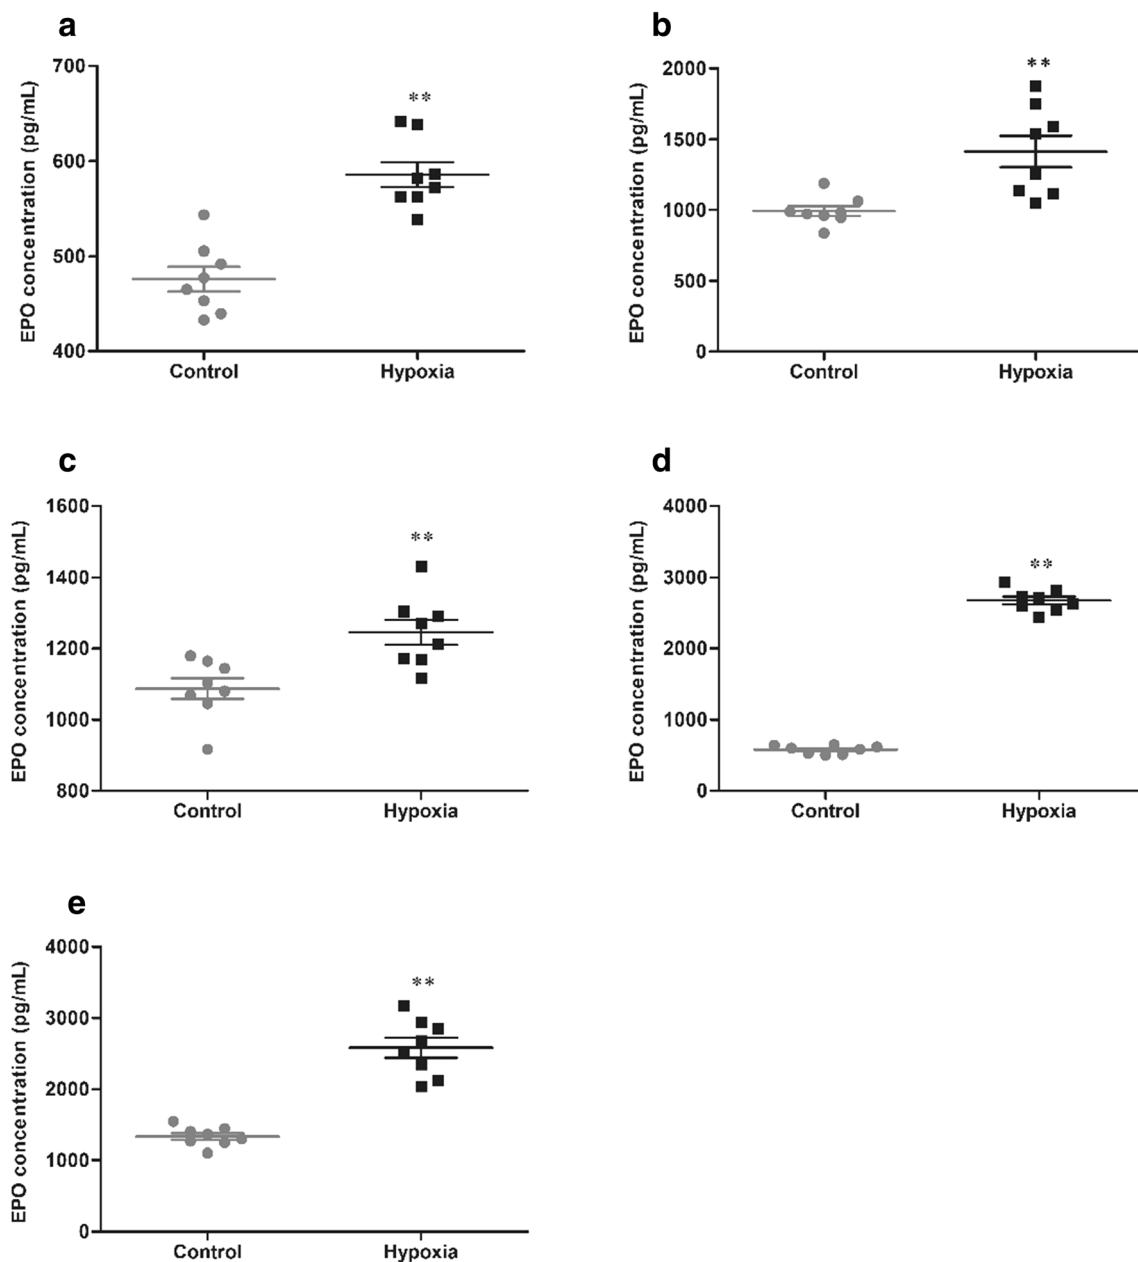 a
EPO concentration (pg/mL)
700
600
500
400
**
Control
Hypoxia
b
EPO concentration (pg/mL)
2000
1500
1000
500
0
**
Control
Hypoxia
c
EPO concentration (pg/mL)
1600
1400
1200
1000
800
**
Control
Hypoxia
d
EPO concentration (pg/mL)
4000
3000
2000
1000
0
**
Control
Hypoxia
e
EPO concentration (pg/mL)
4000
3000
2000
1000
0
**
Control
Hypoxia